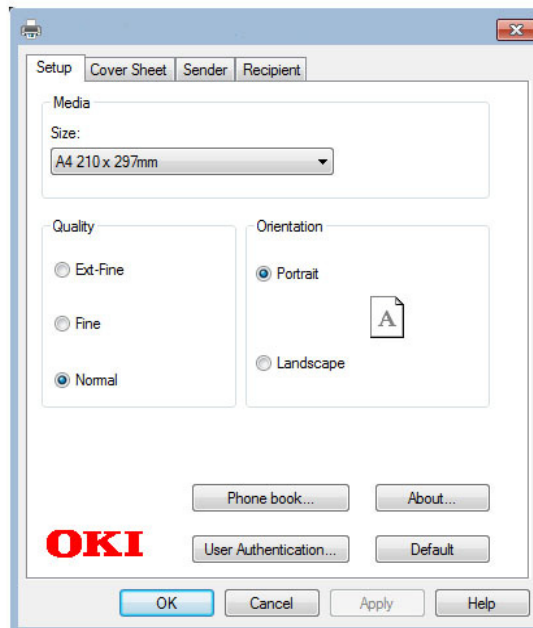 Setup Cover Sheet Sender Recipient
Media
Size:
A4 210 x 297mm
Quality
Orientation
Ext-Fine
Portrait
A
Fine
Landscape
Normal
Phone book... About...
OKI
User Authentication... Default
OK Cancel Apply Help